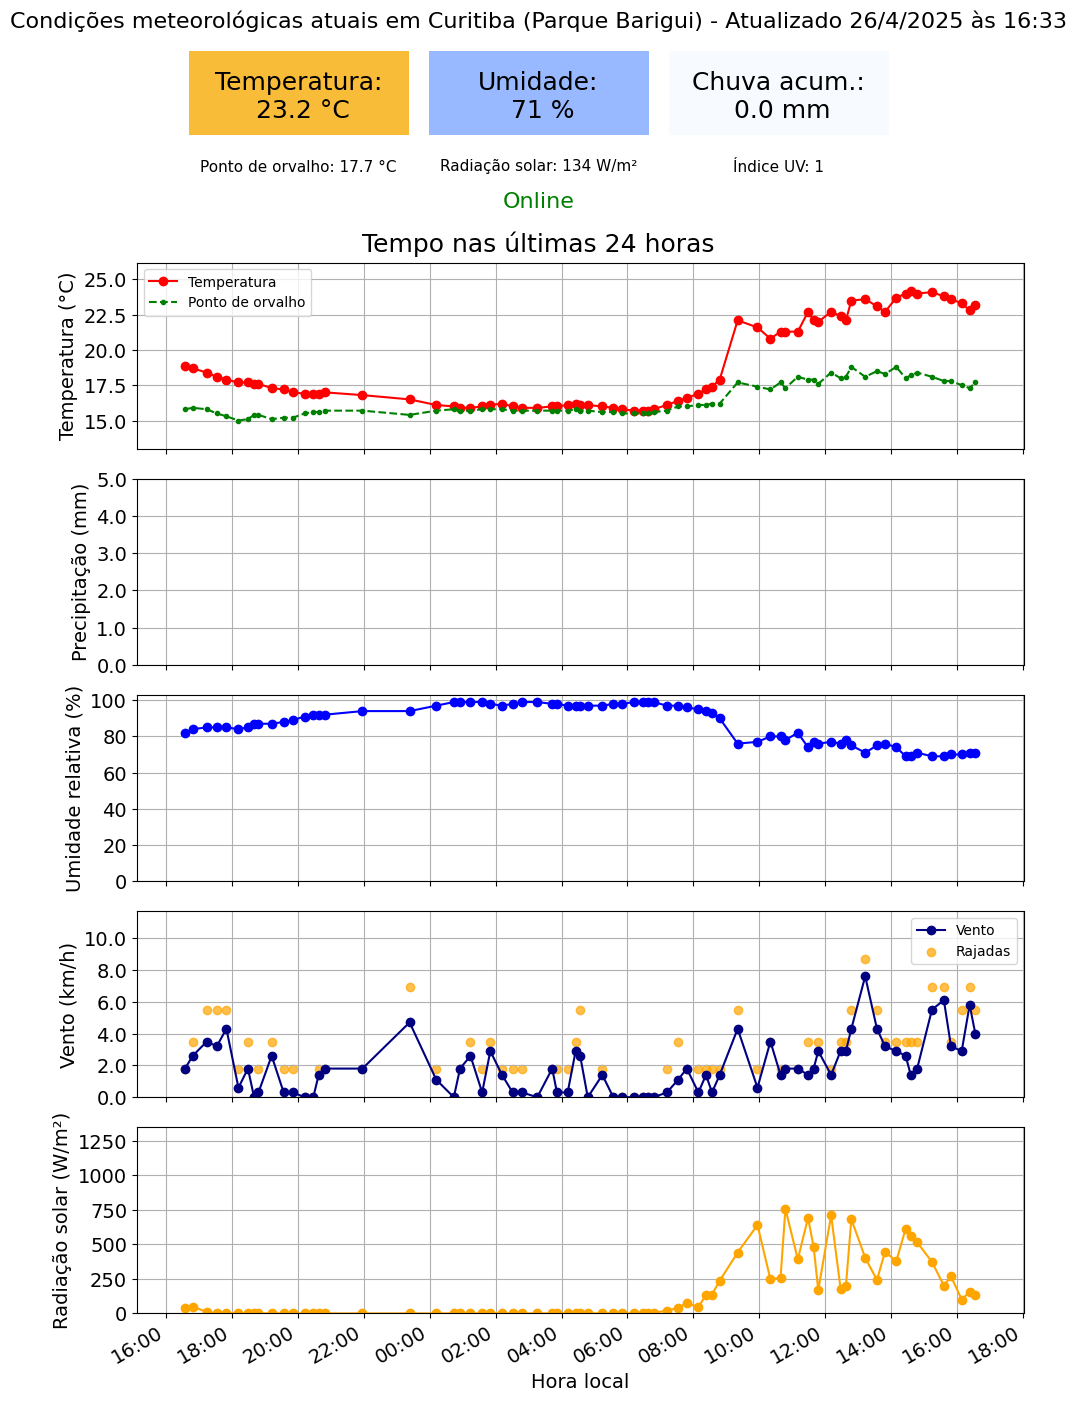 Condições meteorológicas atuais em Curitiba (Parque Barigui) - Atualizado 26/4/2025 às 16:33
Temperatura:
23.2 °C
Umidade:
71 %
Chuva acum.:
0.0 mm
Ponto de orvalho: 17.7 °C
Radiação solar: 134 W/m²
Índice UV: 1
Online
Tempo nas últimas 24 horas
Temperatura (°C)
25.0
22.5
20.0
17.5
15.0
Temperatura
Ponto de orvalho
Precipitação (mm)
5.0
4.0
3.0
2.0
1.0
0.0
Umidade relativa (%)
100
80
60
40
20
0
Vento (km/h)
10.0
8.0
6.0
4.0
2.0
0.0
Vento
Rajadas
Radiação solar (W/m²)
1250
1000
750
500
250
0
16:00
18:00
20:00
22:00
00:00
02:00
04:00
06:00
08:00
10:00
12:00
14:00
16:00
18:00
Hora local